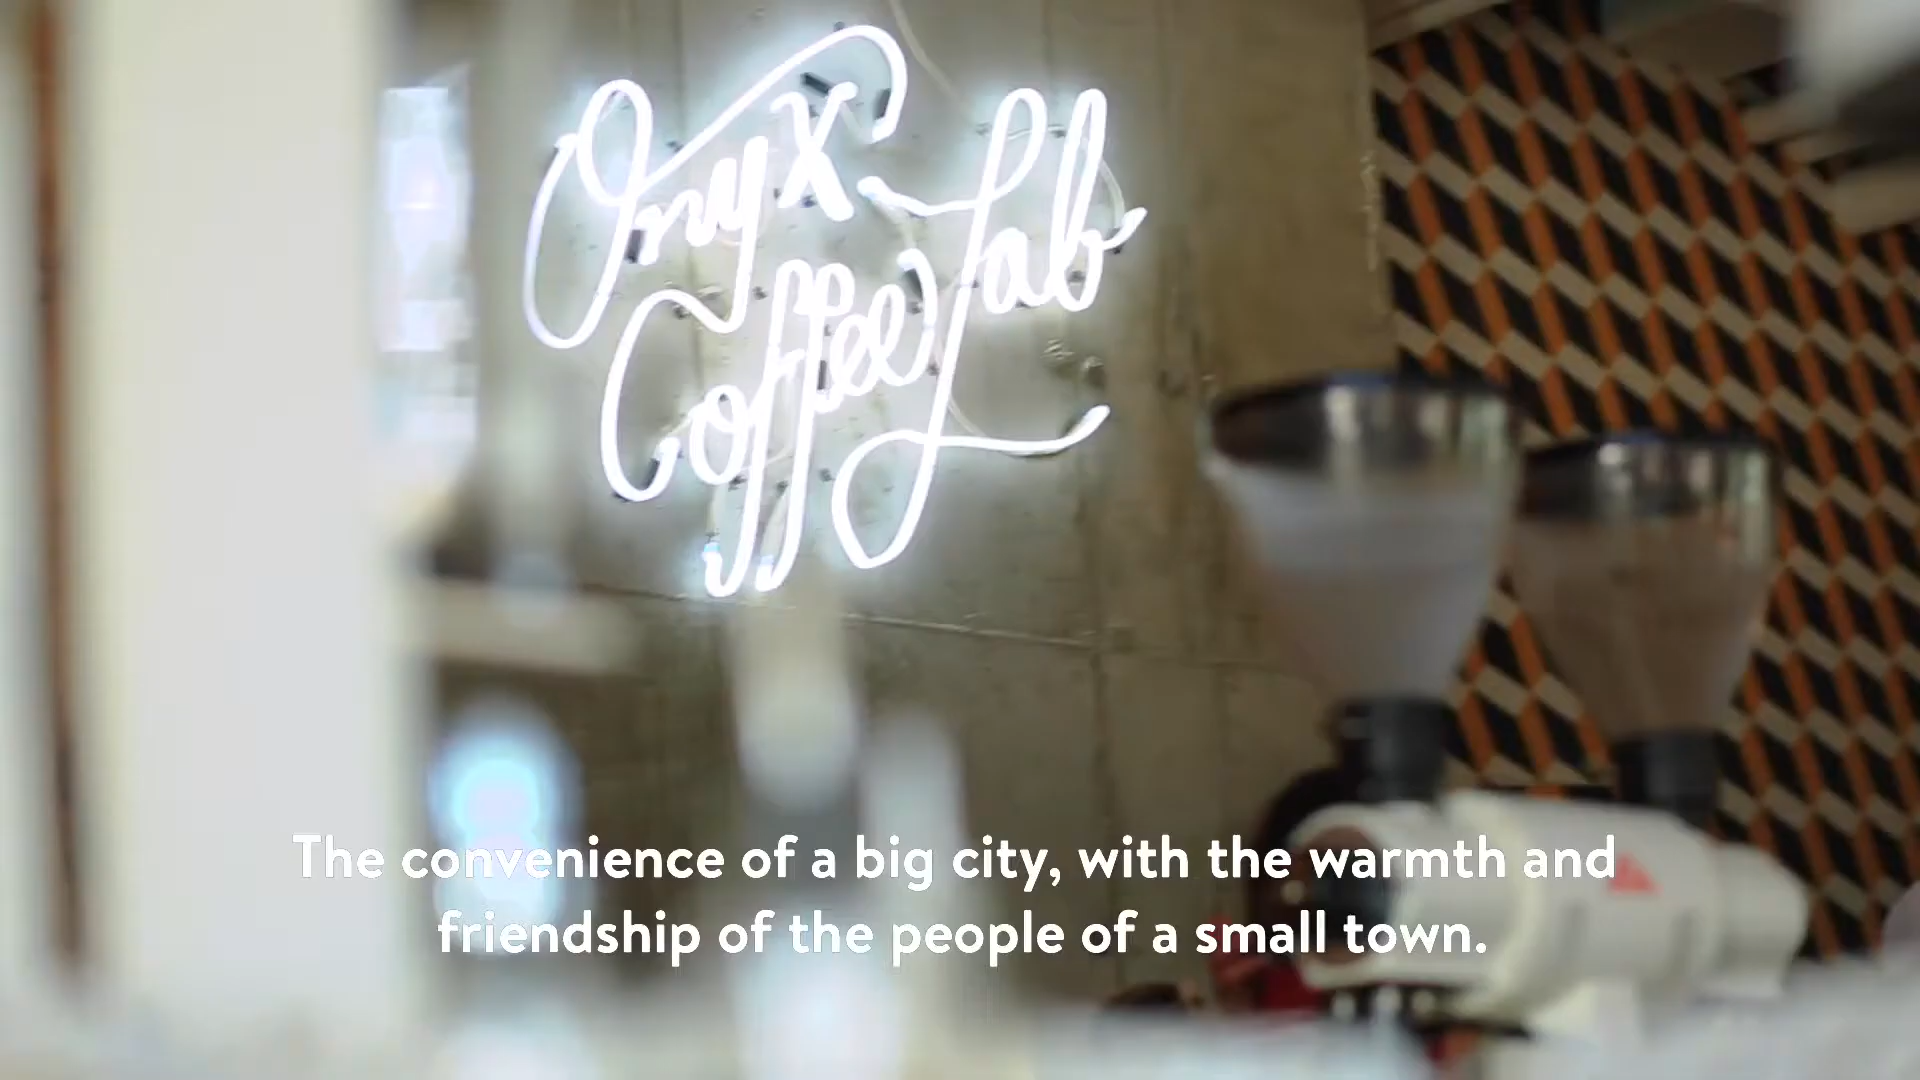 Onyx
Coffee Lab
The convenience of a big city, with the warmth and
friendship of the people of a small town.